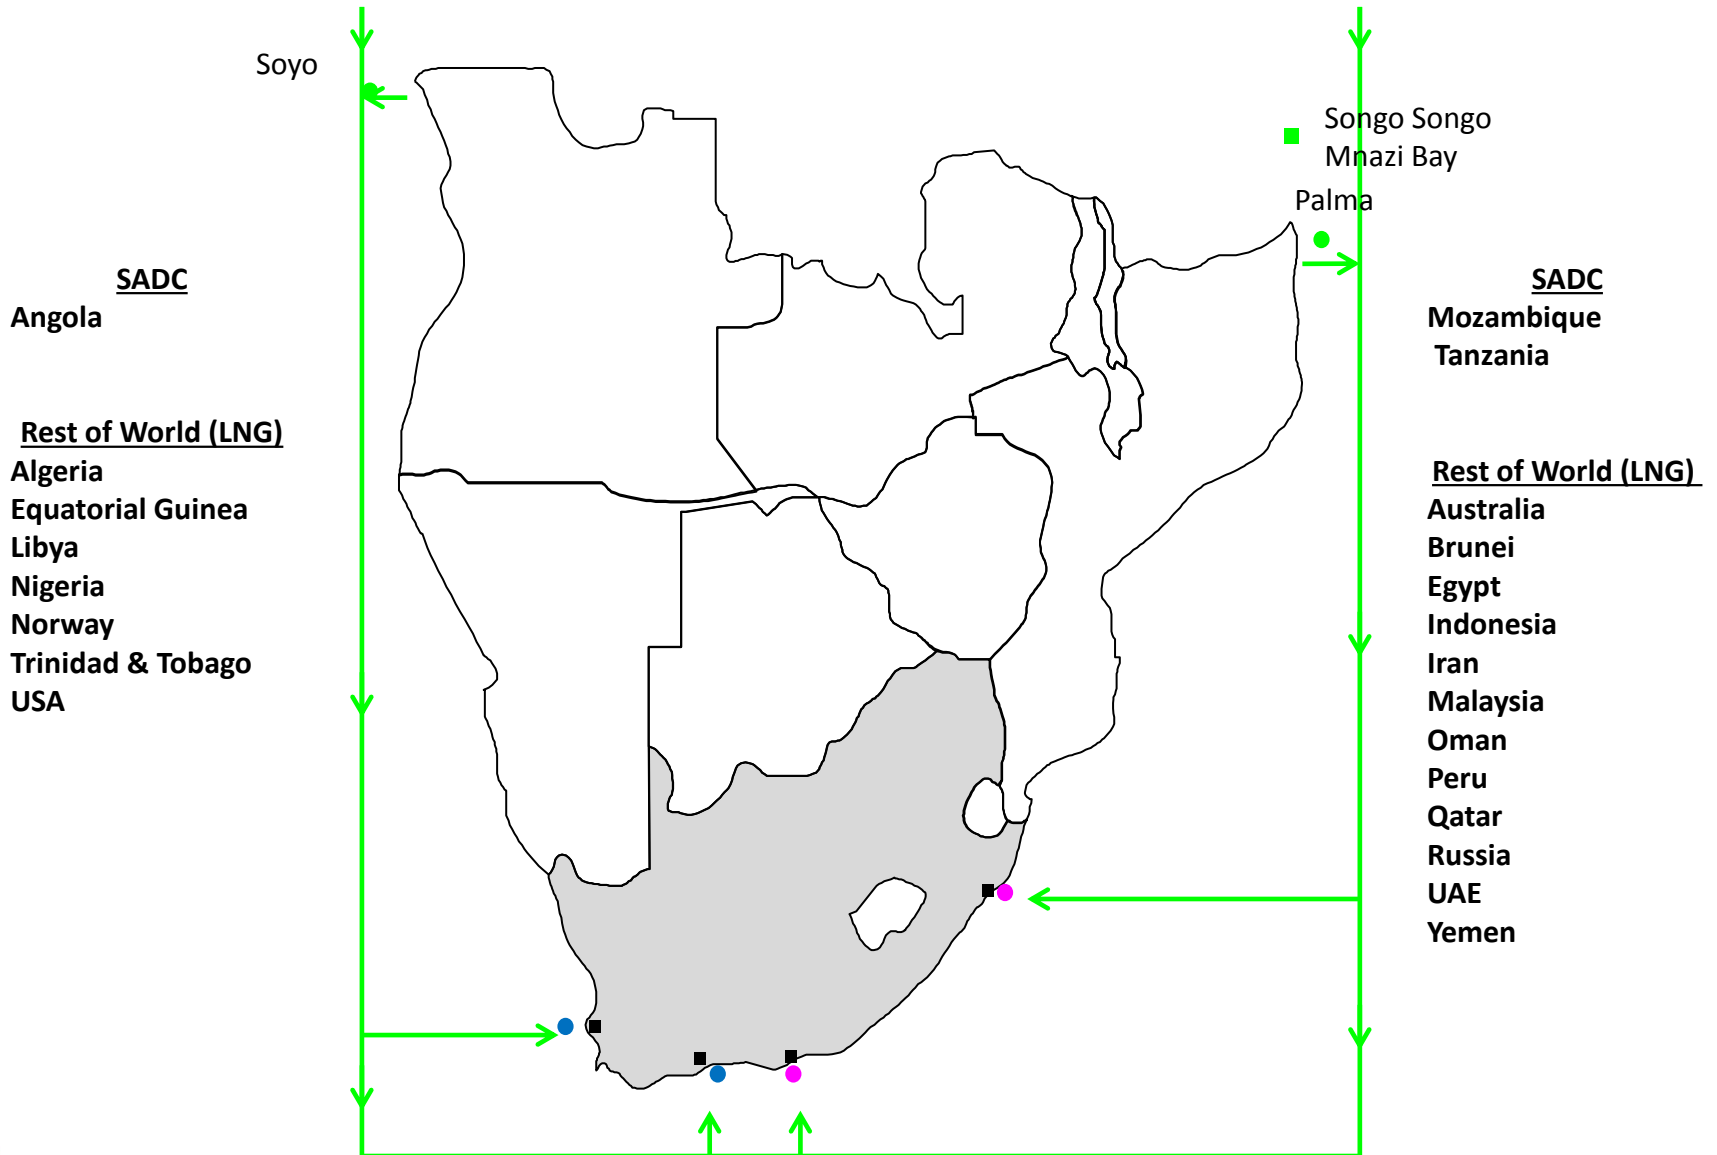 Soyo
Songo Songo
Mnazi Bay
Palma
SADC
Angola
Rest of World (LNG)
Algeria
Equatorial Guinea
Libya
Nigeria
Norway
Trinidad & Tobago
USA
SADC
Mozambique
Tanzania
Rest of World (LNG)
Australia
Brunei
Egypt
Indonesia
Iran
Malaysia
Oman
Peru
Qatar
Russia
UAE
Yemen